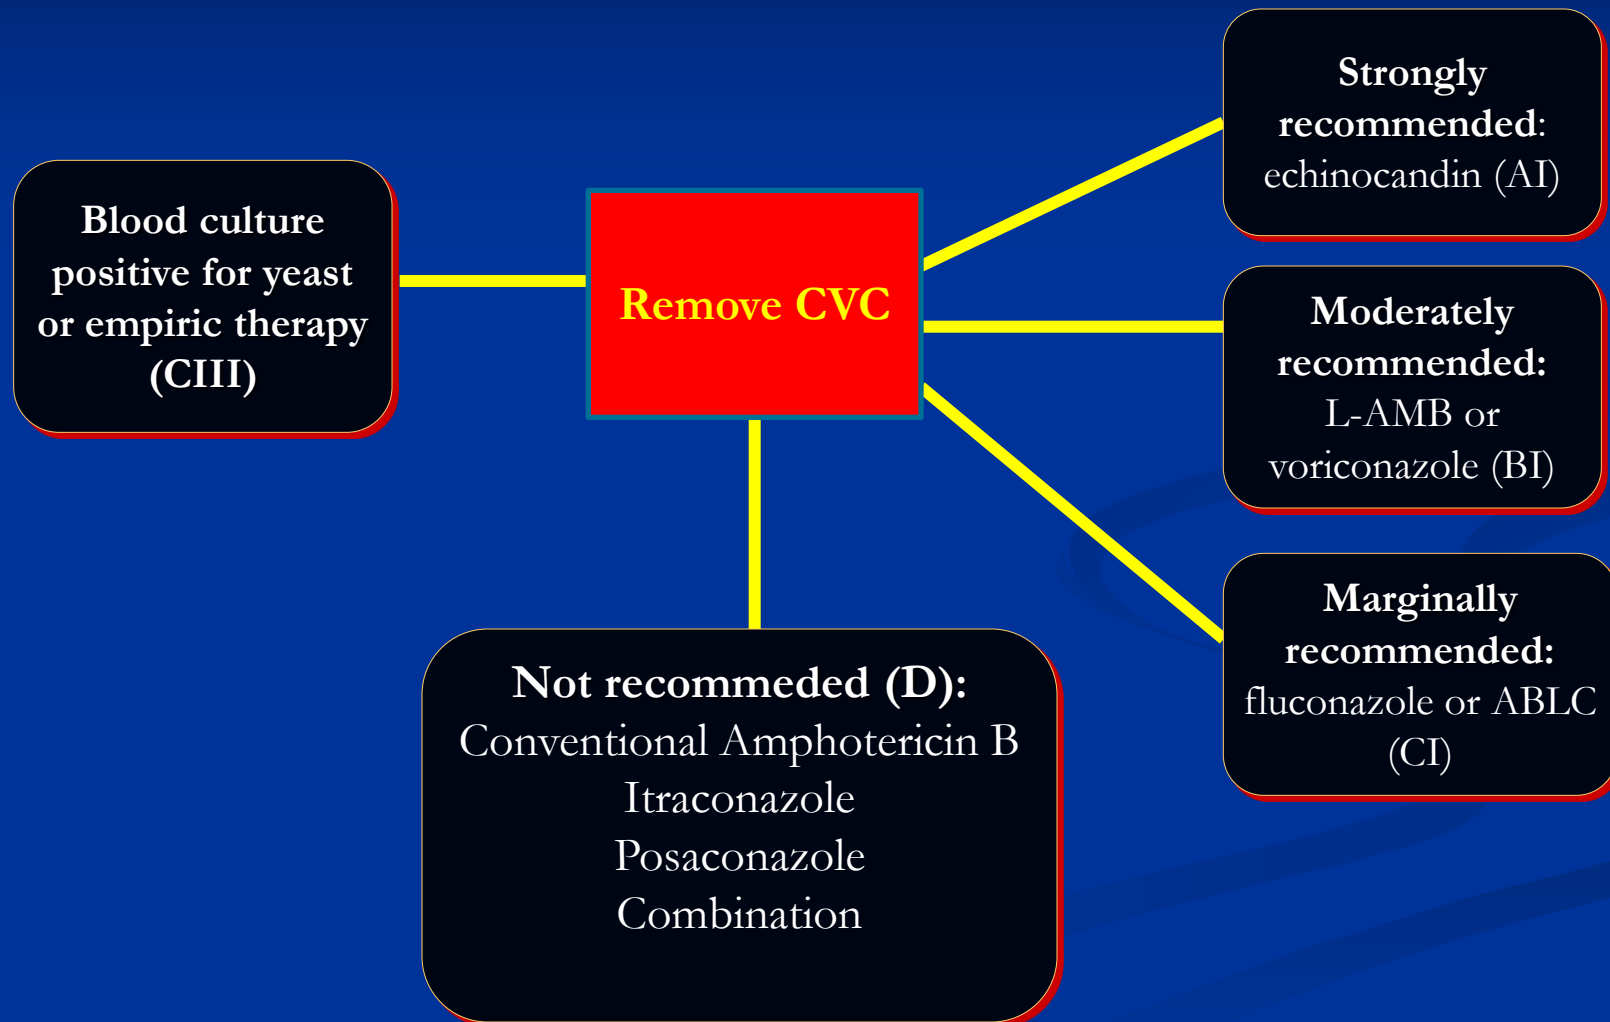 Blood culture
positive for yeast
or empiric therapy
(CIII)
Remove CVC
Strongly
recommended:
echinocandin (AI)
Moderately
recommended:
L-AMB or
voriconazole (BI)
Marginally
recommended:
fluconazole or ABLC
(CI)
Not recommeded (D):
Conventional Amphotericin B
Itraconazole
Posaconazole
Combination